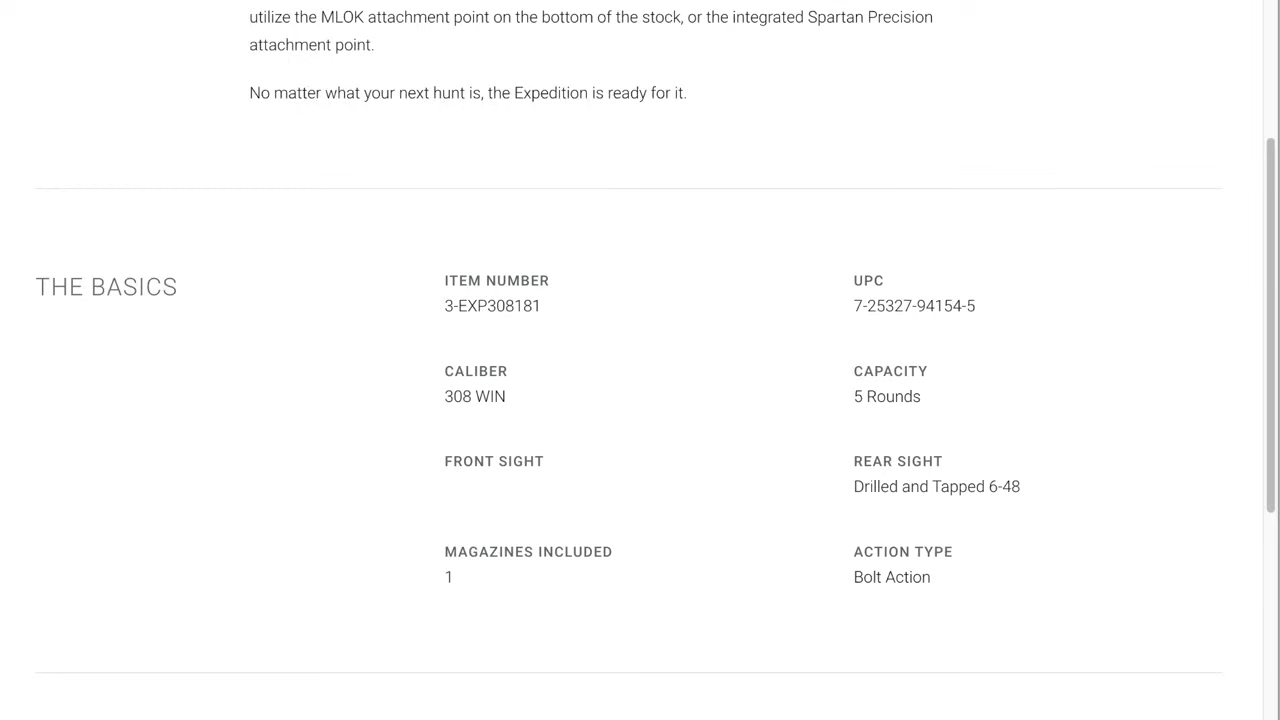 utilize the MLOK attachment point on the bottom of the stock, or the integrated Spartan Precision
attachment point.
No matter what your next hunt is, the Expedition is ready for it.
THE BASICS
ITEM NUMBER
3-EXP308181
UPC
7-25327-94154-5
CALIBER
308 WIN
CAPACITY
5 Rounds
FRONT SIGHT
REAR SIGHT
Drilled and Tapped 6-48
MAGAZINES INCLUDED
1
ACTION TYPE
Bolt Action